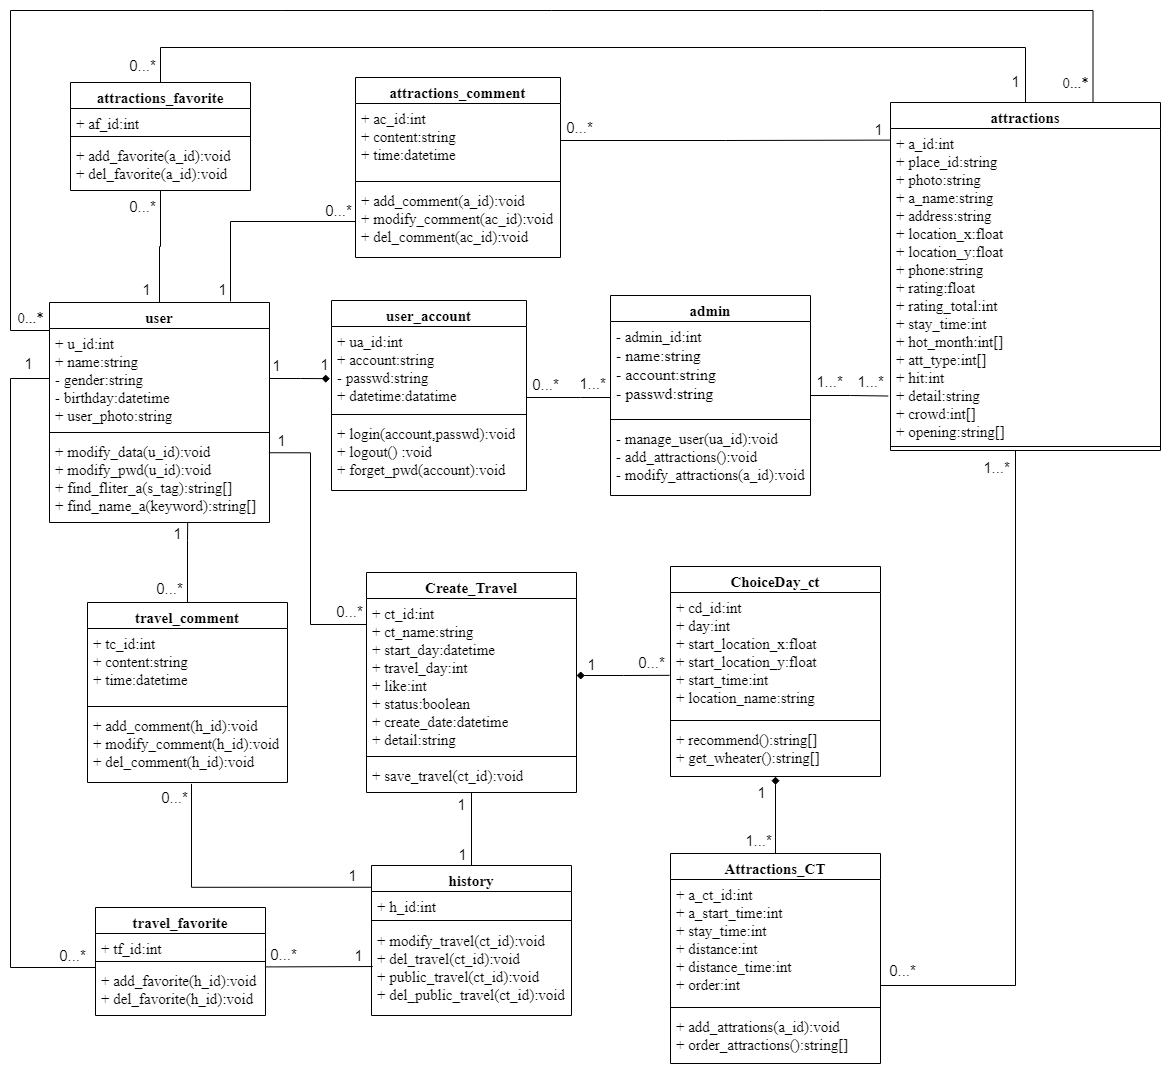 0...*
1
0...*
attractions_favorite
+ af_id:int
+ add_favorite(a_id):void
+ del_favorite(a_id):void
0...*
1
attractions_comment
+ ac_id:int
+ content:string
+ time:datetime
+ add_comment(a_id):void
+ modify_comment(ac_id):void
+ del_comment(ac_id):void
0...*
1
0...*
1
attractions
+ a_id:int
+ place_id:string
+ photo:string
+ a_name:string
+ address:string
+ location_x:float
+ location_y:float
+ phone:string
+ rating:float
+ rating_total:int
+ stay_time:int
+ hot_month:int[]
+ att_type:int[]
+ hit:int
+ detail:string
+ crowd:int[]
+ opening:string[]
1...*
0...*
1
user
+ u_id:int
+ name:string
- gender:string
- birthday:datetime
+ user_photo:string
+ modify_data(u_id):void
+ modify_pwd(u_id):void
+ find_fliter_a(s_tag):string[]
+ find_name_a(keyword):string[]
1
1
1
user_account
+ ua_id:int
+ account:string
- passwd:string
+ datetime:datatime
+ login(account,passwd):void
+ logout() :void
+ forget_pwd(account):void
0...*
1...*
admin
- admin_id:int
- name:string
- account:string
- passwd:string
- manage_user(ua_id):void
- add_attractions():void
- modify_attractions(a_id):void
1...*
1...*
1
0...*
travel_comment
+ tc_id:int
+ content:string
+ time:datetime
+ add_comment(h_id):void
+ modify_comment(h_id):void
+ del_comment(h_id):void
0...*
1
0...*
Create_Travel
+ ct_id:int
+ ct_name:string
+ start_day:datetime
+ travel_day:int
+ like:int
+ status:boolean
+ create_date:datetime
+ detail:string
+ save_travel(ct_id):void
1
0...*
ChoiceDay_ct
+ cd_id:int
+ day:int
+ start_location_x:float
+ start_location_y:float
+ start_time:int
+ location_name:string
+ recommend():string[]
+ get_wheater():string[]
1
1...*
1
1
history
+ h_id:int
+ modify_travel(ct_id):void
+ del_travel(ct_id):void
+ public_travel(ct_id):void
+ del_public_travel(ct_id):void
Attractions_CT
+ a_ct_id:int
+ a_start_time:int
+ stay_time:int
+ distance:int
+ distance_time:int
+ order:int
+ add_attrations(a_id):void
+ order_attractions():string[]
0...*
travel_favorite
+ tf_id:int
+ add_favorite(h_id):void
+ del_favorite(h_id):void
0...*
0...*
1